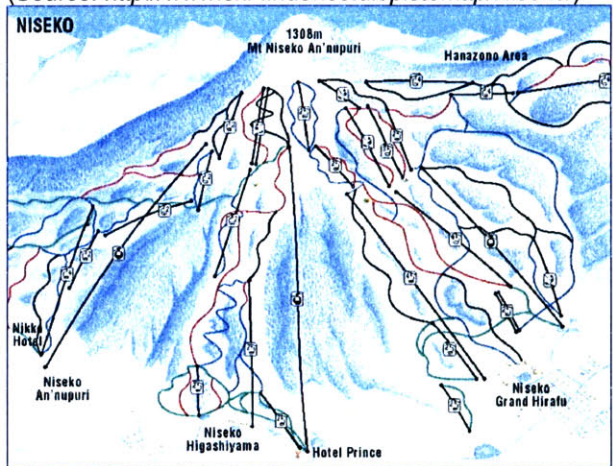 NISEKO
1308m
Mt Niseko An'nupuri
Hanazono Area
Nikko
Hotel
Niseko
An'nupuri
Niseko
Higashiyama
Hotel Prince
Niseko
Grand Hirafu